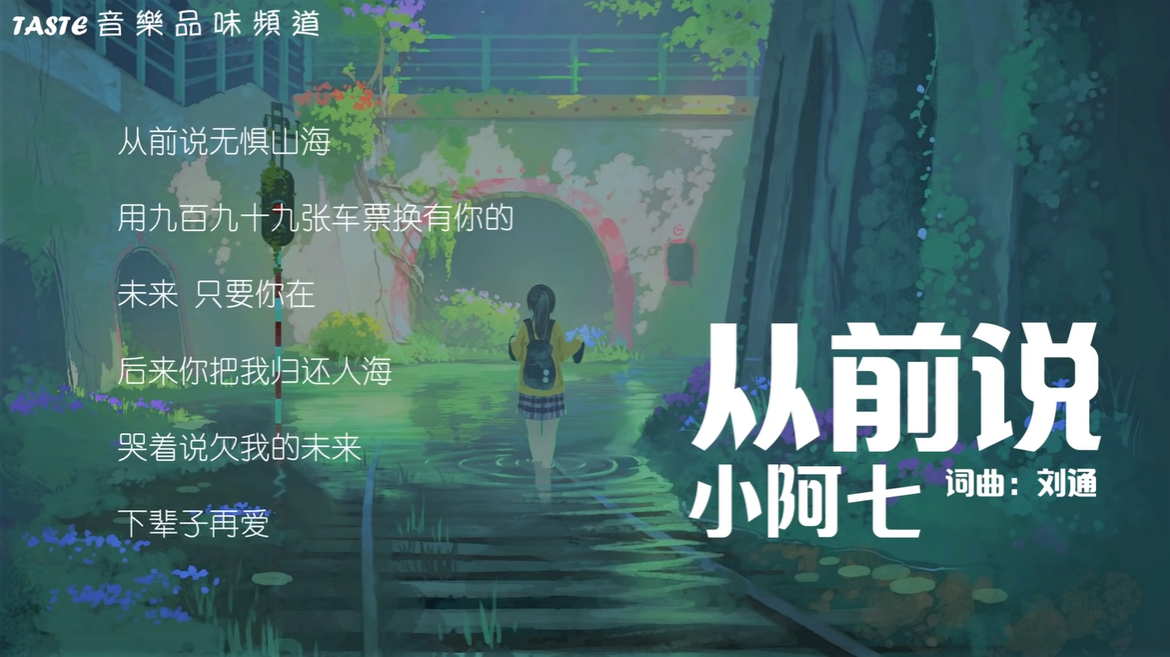 TASTE 音樂品味頻道
从前说无惧山海
用九百九十九张车票换有你的
未来 只要你在
后来你把我归还人海
哭着说欠我的未来
下辈子再爱
从前说
小阿七
词曲：刘通
6